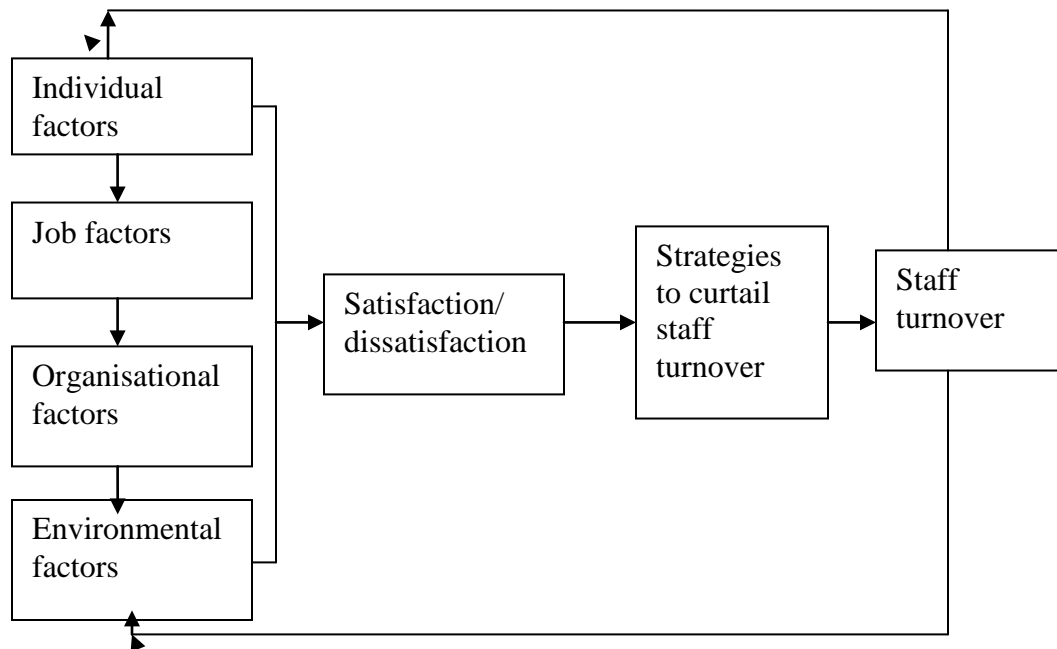 Individual
factors
Job factors
Organisational
factors
Environmental
factors
Satisfaction/
dissatisfaction
Strategies
to curtail
staff
turnover
Staff
turnover